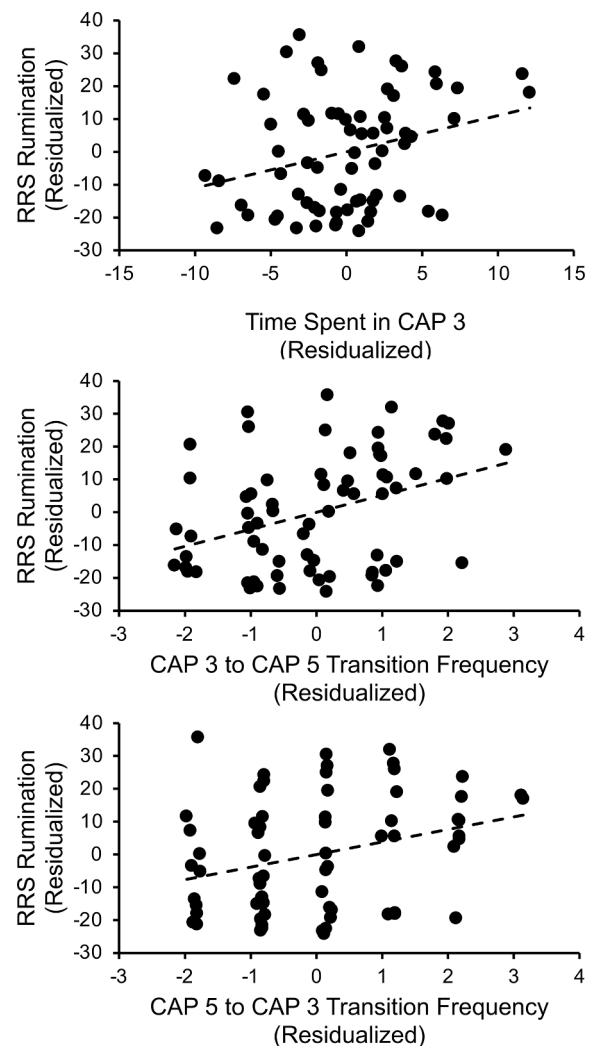 40
30
20
10
0
-10
-20
-30
RRS Rumination
(Residualized)
-15 -10 -5 0 5 10 15
Time Spent in CAP 3
(Residualized)
40
30
20
10
0
-10
-20
-30
RRS Rumination
(Residualized)
-3 -2 -1 0 1 2 3 4
CAP 3 to CAP 5 Transition Frequency
(Residualized)
40
30
20
10
0
-10
-20
-30
RRS Rumination
(Residualized)
-3 -2 -1 0 1 2 3 4
CAP 5 to CAP 3 Transition Frequency
(Residualized)